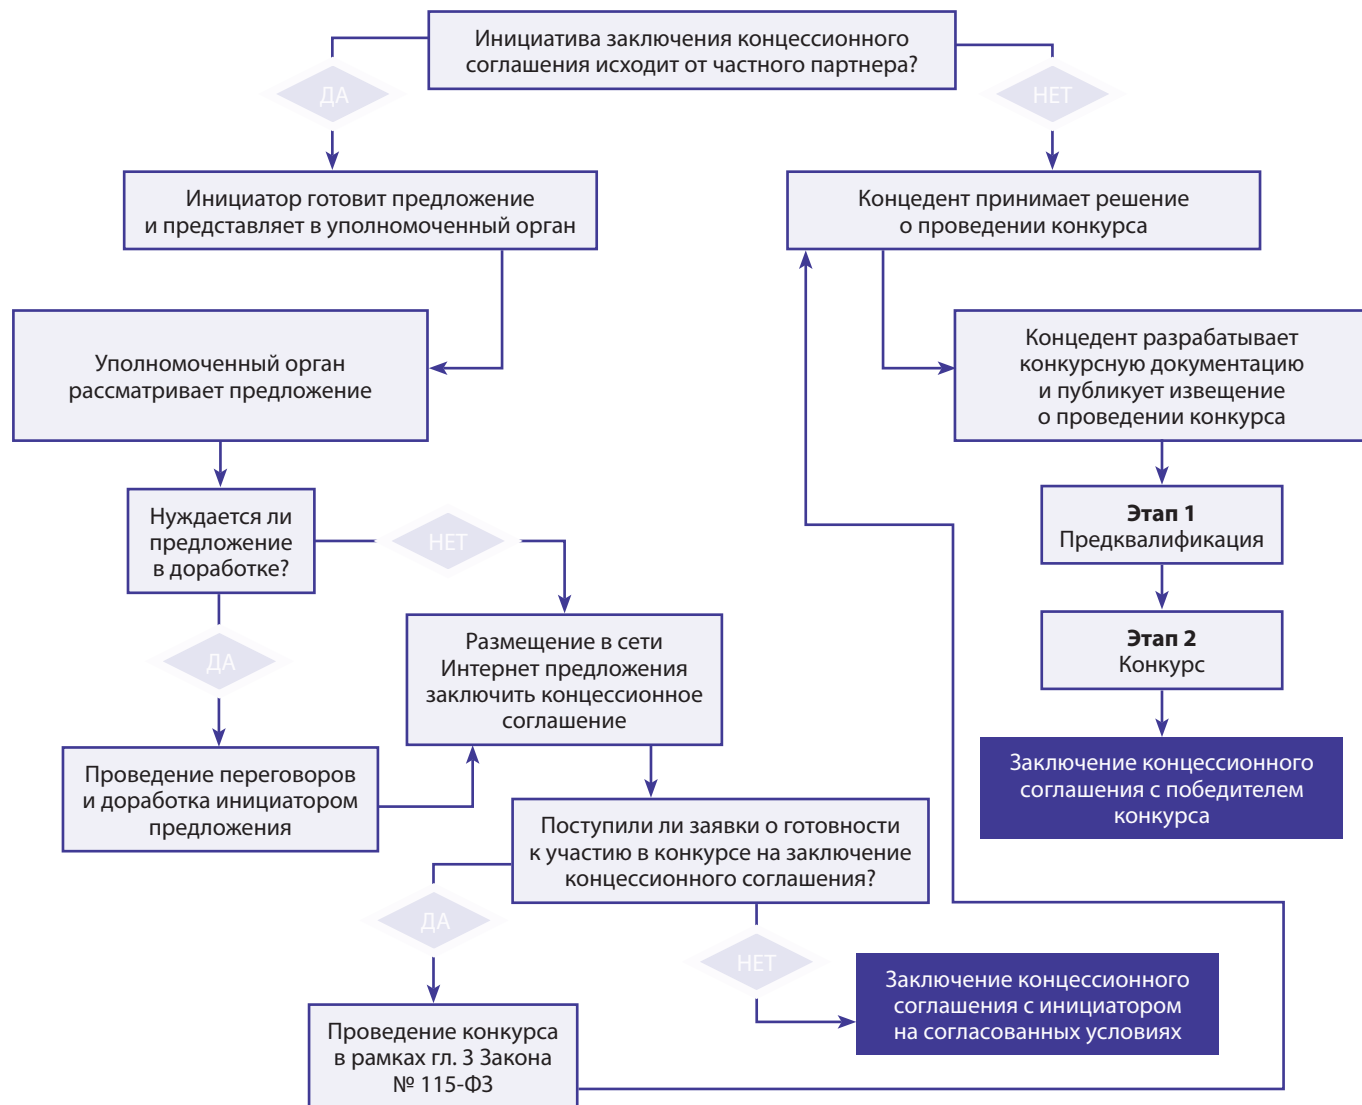 Инициатива заключения концессионного
соглашения исходит от частного партнера?
ДА
НЕТ
Инициатор готовит предложение
и представляет в уполномоченный орган
Концедент принимает решение
о проведении конкурса
Уполномоченный орган
рассматривает предложение
Концедент разрабатывает
конкурсную документацию
и публикует извещение
о проведении конкурса
Нуждается ли
предложение
в доработке?
НЕТ
ДА
Этап 1
Предквалификация
Размещение в сети
Интернет предложения
заключить концессионное
соглашение
Этап 2
Конкурс
Проведение переговоров
и доработка инициатором
предложения
Заключение концессионного
соглашения с победителем
конкурса
Поступили ли заявки о готовности
к участию в конкурсе на заключение
концессионного соглашения?
ДА
НЕТ
Заключение концессионного
соглашения с инициатором
на согласованных условиях
Проведение конкурса
в рамках гл. 3 Закона
№ 115-ФЗ